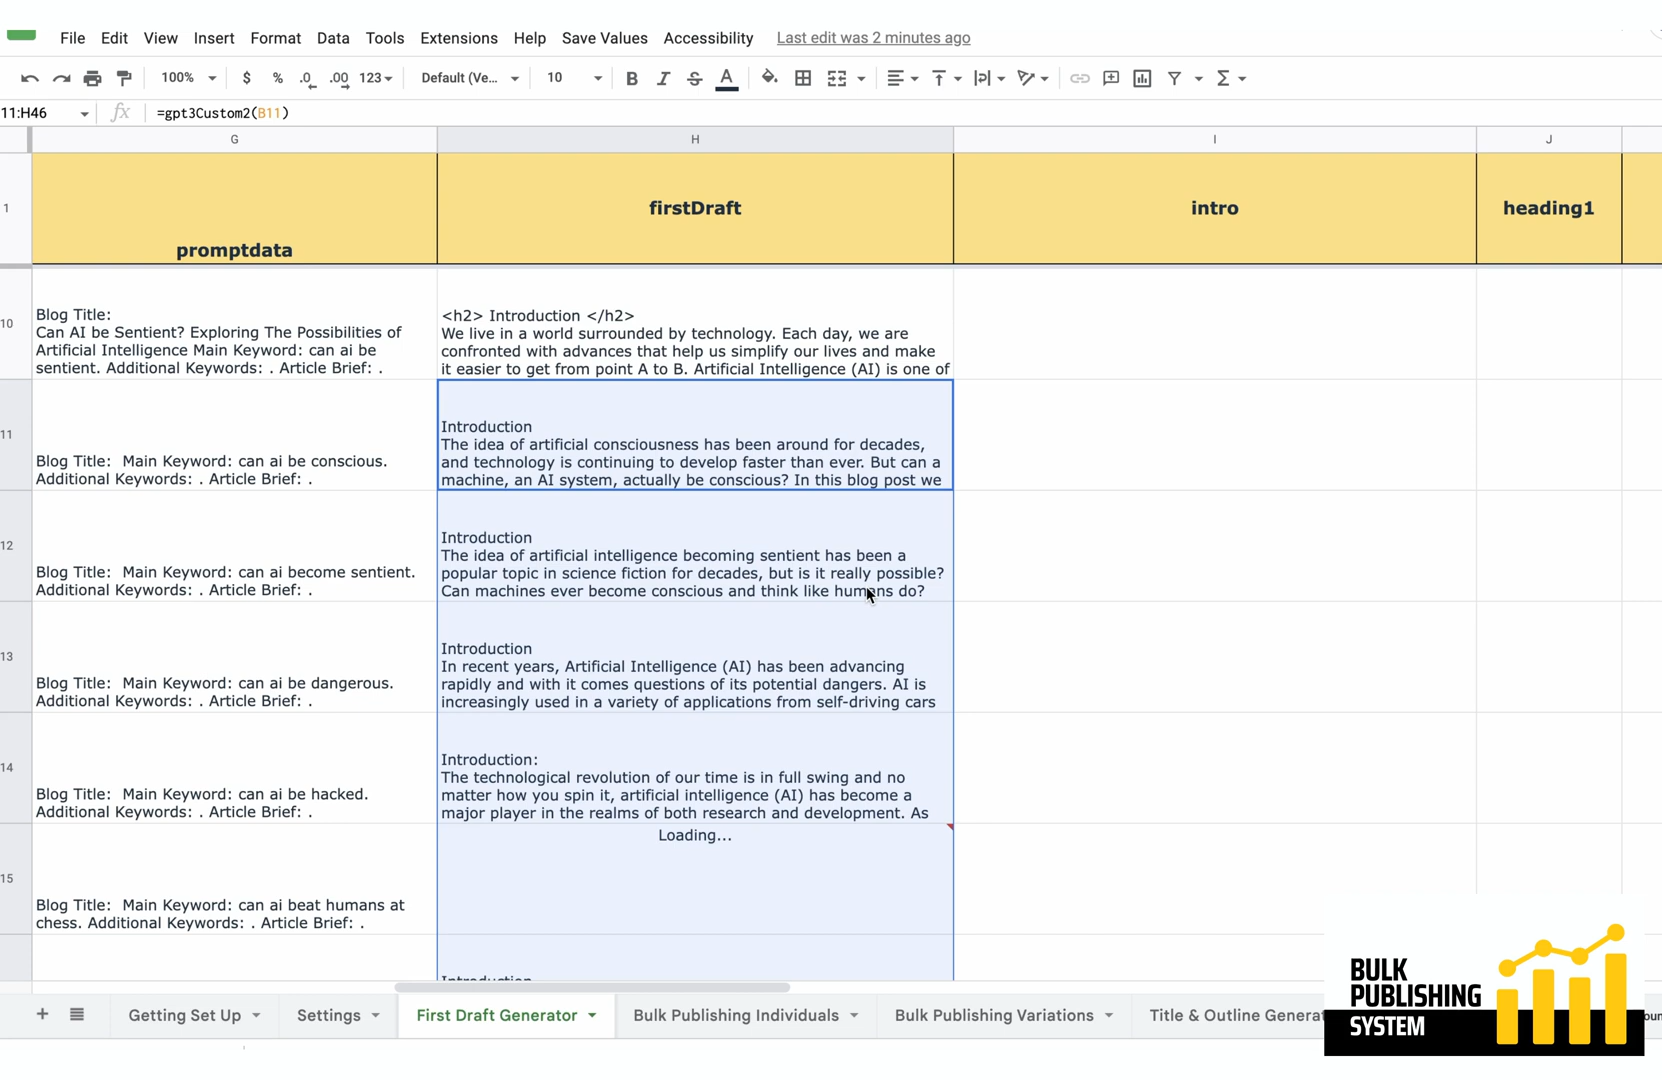 File Edit View Insert Format Data Tools Extensions Help Save Values Accessibility Last edit was 2 minutes ago
100% $ % .0 .00 123 Default (Ve... 10 B I S A
11:H46 fx =gpt3Custom2(B11)
G H I J
1 promptdata firstDraft intro heading1
10
Blog Title:
Can AI be Sentient? Exploring The Possibilities of
Artificial Intelligence Main Keyword: can ai be
sentient. Additional Keywords: . Article Brief: .
<h2> Introduction </h2>
We live in a world surrounded by technology. Each day, we are
confronted with advances that help us simplify our lives and make
it easier to get from point A to B. Artificial Intelligence (AI) is one of
11
Blog Title:  Main Keyword: can ai be conscious.
Additional Keywords: . Article Brief: .
Introduction
The idea of artificial consciousness has been around for decades,
and technology is continuing to develop faster than ever. But can a
machine, an AI system, actually be conscious? In this blog post we
12
Blog Title:  Main Keyword: can ai become sentient.
Additional Keywords: . Article Brief: .
Introduction
The idea of artificial intelligence becoming sentient has been a
popular topic in science fiction for decades, but is it really possible?
Can machines ever become conscious and think like humans do?
13
Blog Title:  Main Keyword: can ai be dangerous.
Additional Keywords: . Article Brief: .
Introduction
In recent years, Artificial Intelligence (AI) has been advancing
rapidly and with it comes questions of its potential dangers. AI is
increasingly used in a variety of applications from self-driving cars
14
Blog Title:  Main Keyword: can ai be hacked.
Additional Keywords: . Article Brief: .
Introduction:
The technological revolution of our time is in full swing and no
matter how you spin it, artificial intelligence (AI) has become a
major player in the realms of both research and development. As
15
Blog Title:  Main Keyword: can ai beat humans at
chess. Additional Keywords: . Article Brief: .
Loading...
Introduction
+ Getting Set Up Settings First Draft Generator Bulk Publishing Individuals Bulk Publishing Variations Title & Outline Generat
BULK
PUBLISHING
SYSTEM